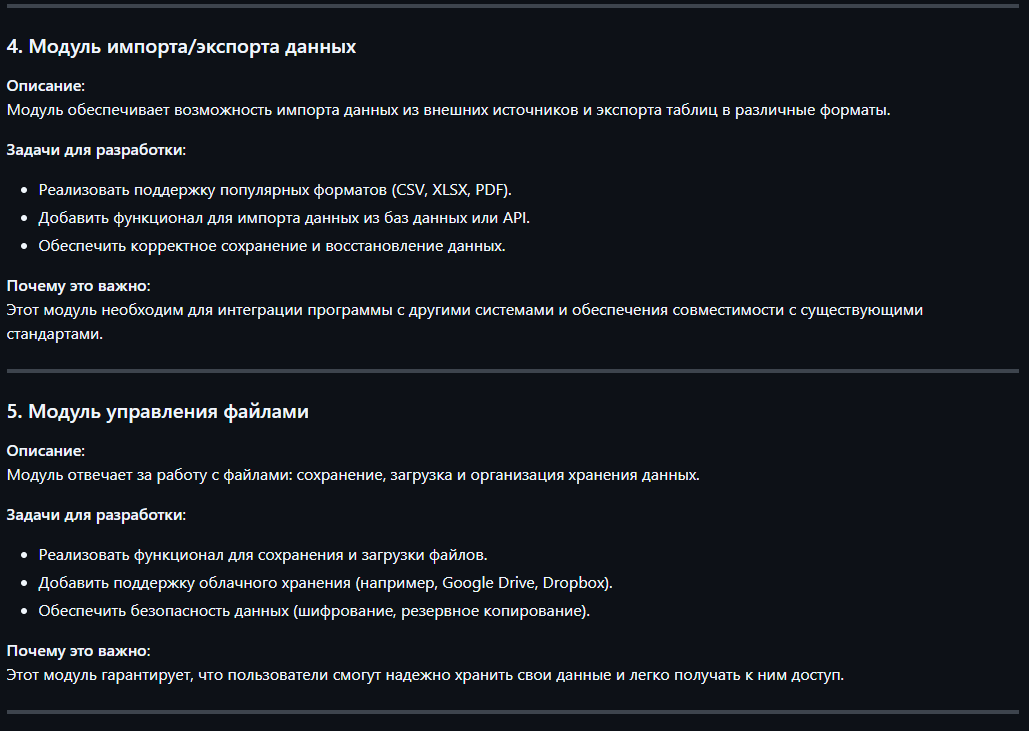 4. Модуль импорта/экспорта данных
Описание:
Модуль обеспечивает возможность импорта данных из внешних источников и экспорта таблиц в различные форматы.
Задачи для разработки:
• Реализовать поддержку популярных форматов (CSV, XLSX, PDF).
• Добавить функционал для импорта данных из баз данных или API.
• Обеспечить корректное сохранение и восстановление данных.
Почему это важно:
Этот модуль необходим для интеграции программы с другими системами и обеспечения совместимости с существующими
стандартами.
5. Модуль управления файлами
Описание:
Модуль отвечает за работу с файлами: сохранение, загрузка и организация хранения данных.
Задачи для разработки:
• Реализовать функционал для сохранения и загрузки файлов.
• Добавить поддержку облачного хранения (например, Google Drive, Dropbox).
• Обеспечить безопасность данных (шифрование, резервное копирование).
Почему это важно:
Этот модуль гарантирует, что пользователи смогут надежно хранить свои данные и легко получать к ним доступ.